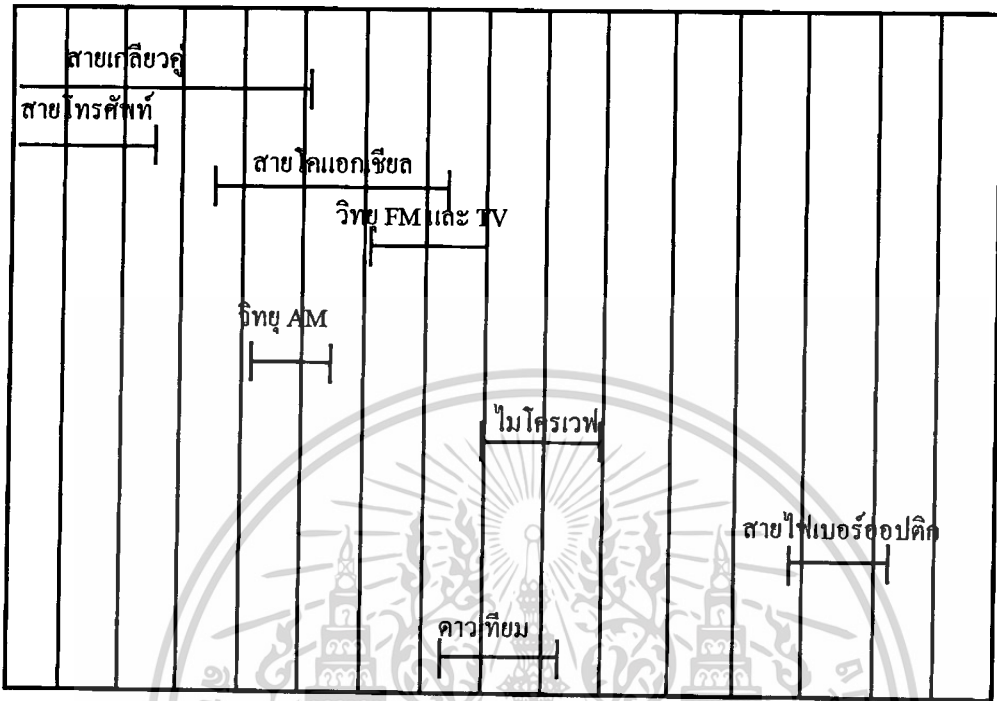 สายเกลียวคู่
สายโทรศัพท์
สายโคแอกเชียล
วิทยุ FM และ TV
วิทยุ AM
ไมโครเวฟ
สายไฟเบอร์ออปติก
ดาวเทียม